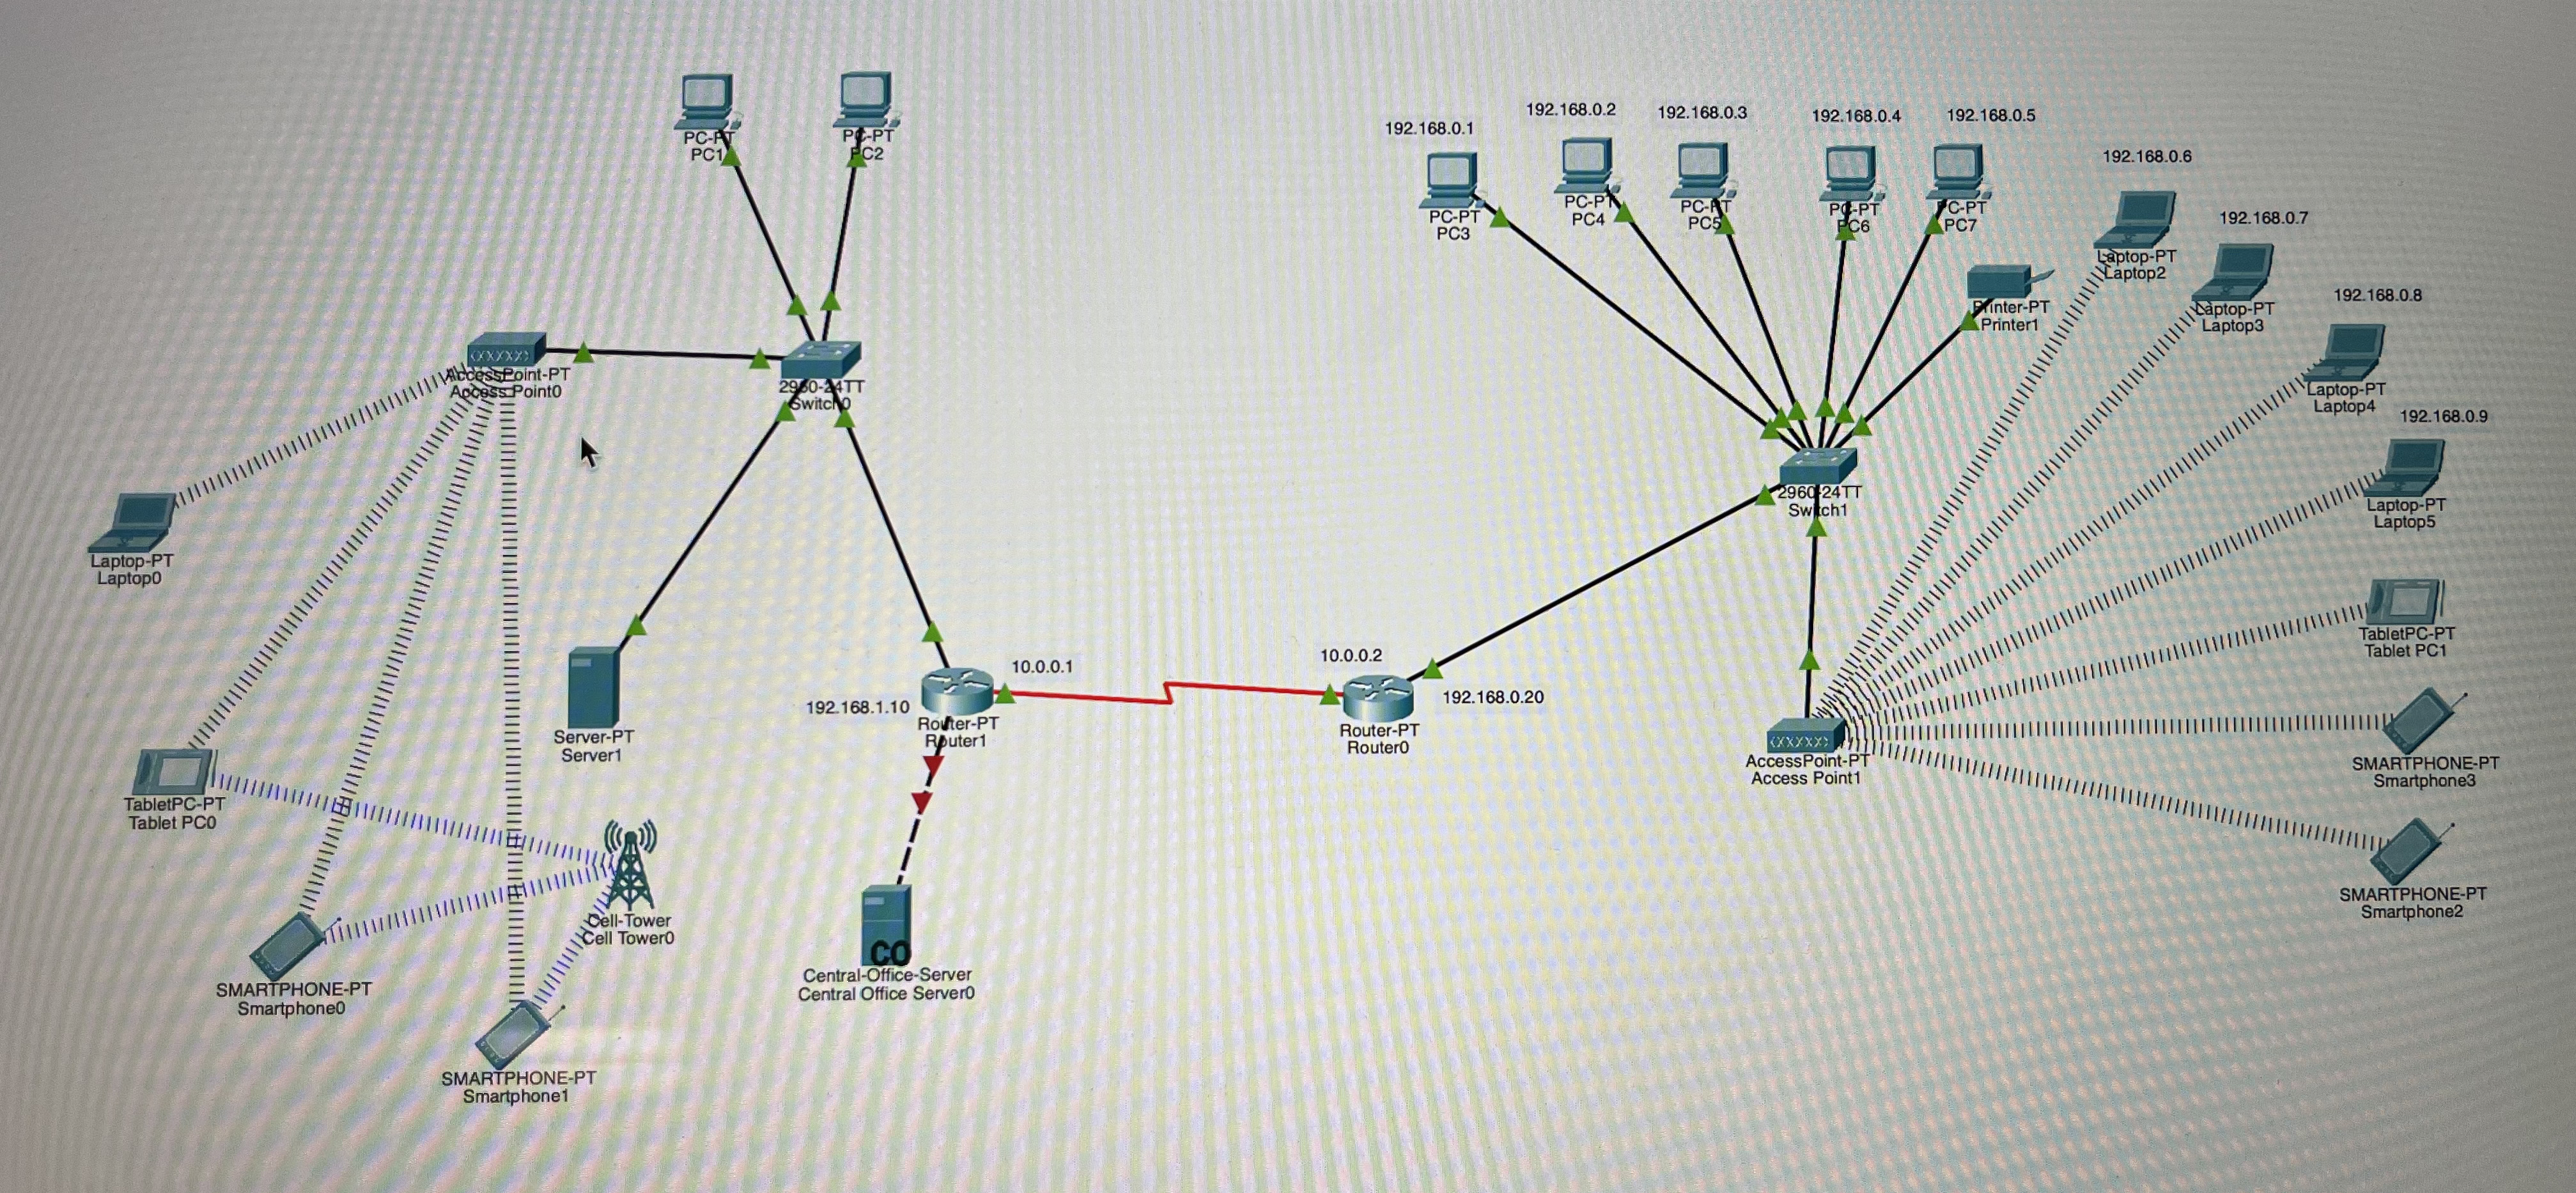 PC-PT
PC1
PC-PT
PC2
192.168.0.1
192.168.0.2
192.168.0.3
192.168.0.4
192.168.0.5
192.168.0.6
192.168.0.7
192.168.0.8
192.168.0.9
PC-PT
PC3
PC-PT
PC4
PC-PT
PC5
PC-PT
PC6
PC-PT
PC7
Laptop-PT
Laptop2
Printer-PT
Printer1
Laptop-PT
Laptop3
Laptop-PT
Laptop4
Laptop-PT
Laptop5
AccessPoint-PT
Access Point0
2960-24TT
Switch0
2960-24TT
Switch1
Laptop-PT
Laptop0
TabletPC-PT
Tablet PC1
Server-PT
Server1
192.168.1.10
10.0.0.1
Router-PT
Router1
10.0.0.2
192.168.0.20
Router-PT
Router0
AccessPoint-PT
Access Point1
SMARTPHONE-PT
Smartphone3
TabletPC-PT
Tablet PC0
SMARTPHONE-PT
Smartphone2
Cell-Tower
Cell Tower0
CO
Central-Office-Server
Central Office Server0
SMARTPHONE-PT
Smartphone0
SMARTPHONE-PT
Smartphone1